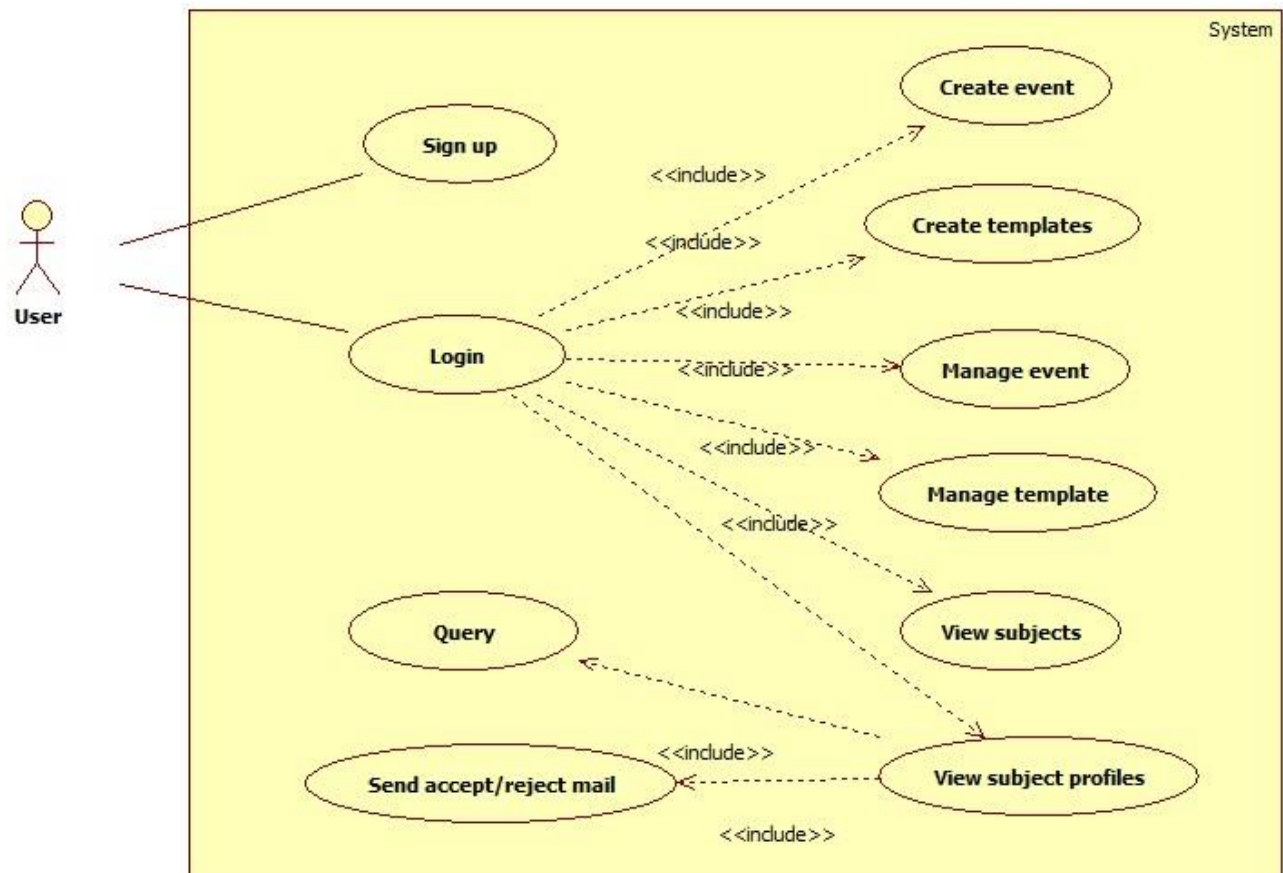 System
Create event
Sign up
<<include>>
Create templates
<<include>>
User
<<include>>
Login
Manage event
<<include>>
<<include>>
Manage template
<<include>>
Query
View subjects
<<include>>
Send accept/reject mail
View subject profiles
<<include>>